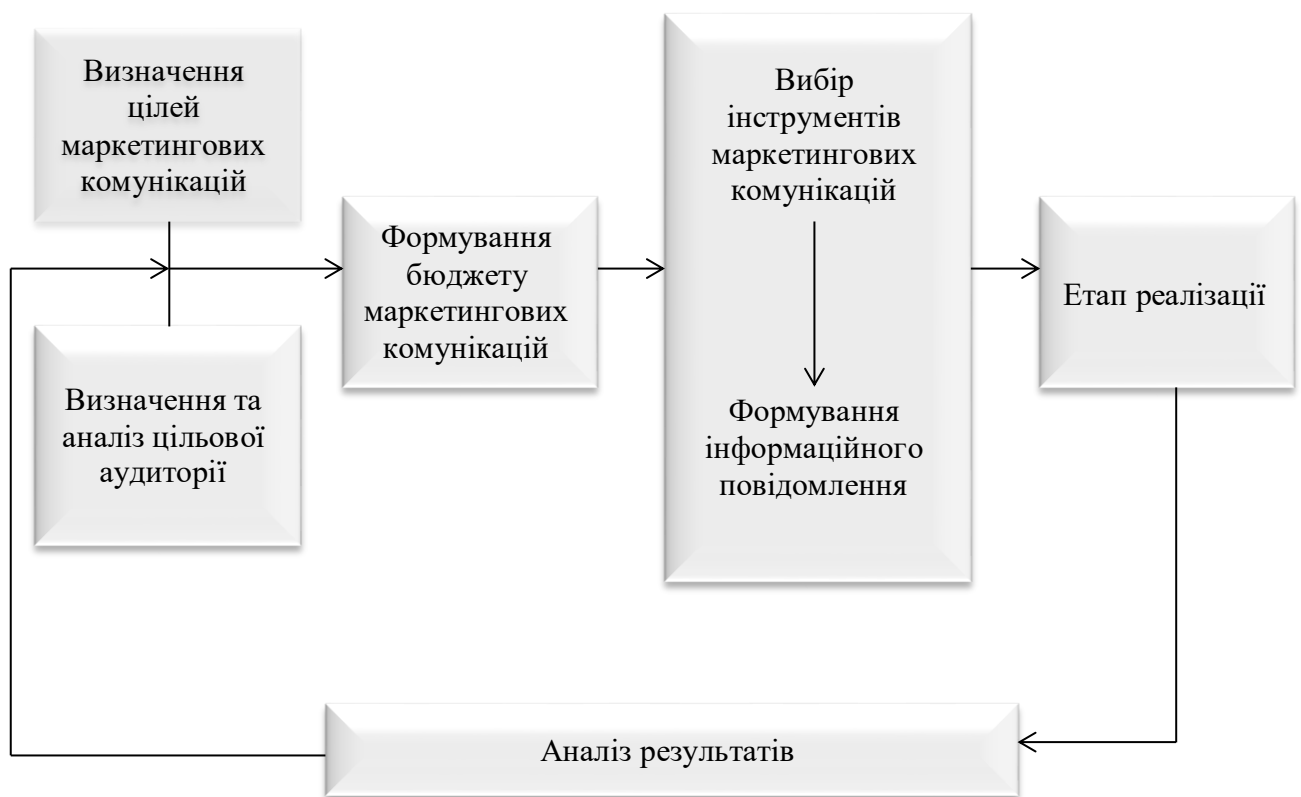 Визначення
цілей
маркетингових
комунікацій
Визначення та
аналіз цільової
аудиторії
Формування
бюджету
маркетингових
комунікацій
Вибір
інструментів
маркетингових
комунікацій
Формування
інформаційного
повідомлення
Етап реалізації
Аналіз результатів